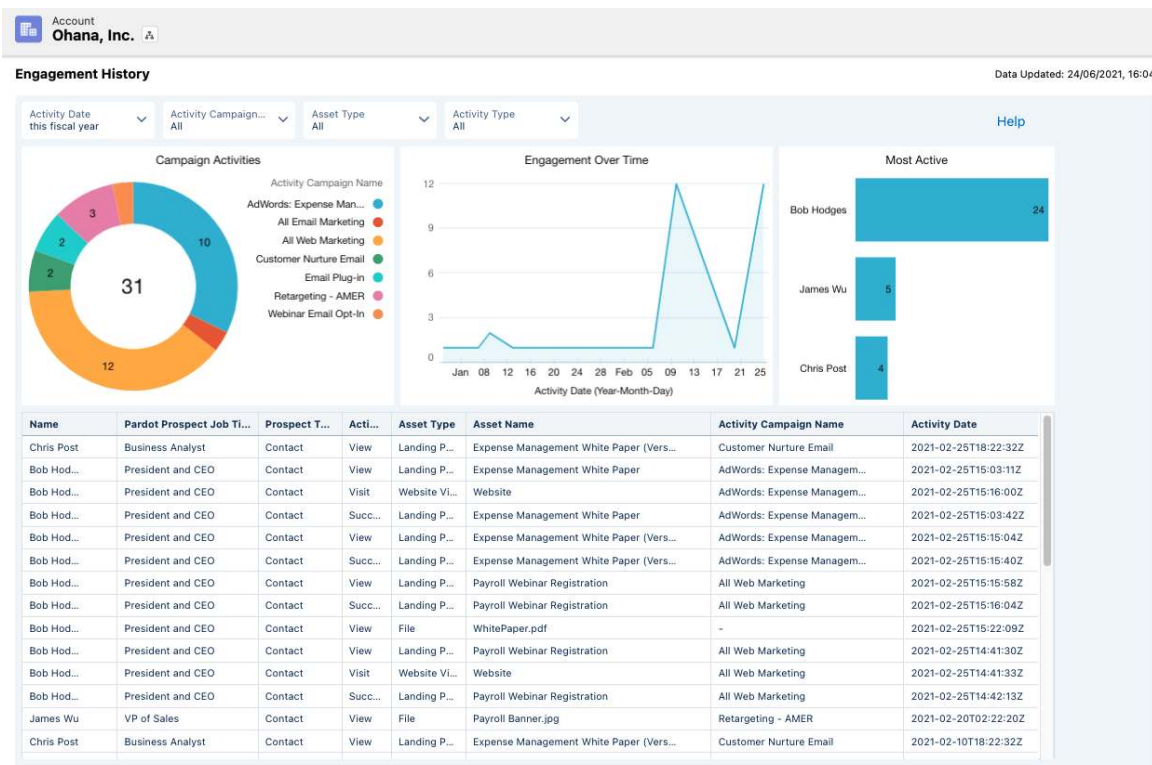 Account
Ohana, Inc.
Engagement History
Data Updated: 24/06/2021, 16:04
Activity Date
this fiscal year
Activity Campaign...
All
Asset Type
All
Activity Type
All
Help
Campaign Activities
Activity Campaign Name
AdWords: Expense Man...
All Email Marketing
All Web Marketing
Customer Nurture Email
Email Plug-in
Retargeting - AMER
Webinar Email Opt-In
3
2
2
10
31
12
Engagement Over Time
12
9
6
3
0
Jan 08 12 16 20 24 28 Feb 05 09 13 17 21 25
Activity Date (Year-Month-Day)
Most Active
Bob Hodges 24
James Wu 5
Chris Post 4
Name Pardot Prospect Job Ti... Prospect T... Acti... Asset Type Asset Name Activity Campaign Name Activity Date
Chris Post Business Analyst Contact View Landing P... Expense Management White Paper (Vers... Customer Nurture Email 2021-02-25T18:22:32Z
Bob Hod... President and CEO Contact View Landing P... Expense Management White Paper AdWords: Expense Managem... 2021-02-25T15:03:11Z
Bob Hod... President and CEO Contact Visit Website Vi... Website AdWords: Expense Managem... 2021-02-25T15:16:00Z
Bob Hod... President and CEO Contact Succ... Landing P... Expense Management White Paper AdWords: Expense Managem... 2021-02-25T15:03:42Z
Bob Hod... President and CEO Contact View Landing P... Expense Management White Paper (Vers... AdWords: Expense Managem... 2021-02-25T15:15:04Z
Bob Hod... President and CEO Contact Succ... Landing P... Expense Management White Paper (Vers... AdWords: Expense Managem... 2021-02-25T15:15:40Z
Bob Hod... President and CEO Contact View Landing P... Payroll Webinar Registration All Web Marketing 2021-02-25T15:15:58Z
Bob Hod... President and CEO Contact Succ... Landing P... Payroll Webinar Registration All Web Marketing 2021-02-25T15:16:04Z
Bob Hod... President and CEO Contact View File WhitePaper.pdf - 2021-02-25T15:22:09Z
Bob Hod... President and CEO Contact View Landing P... Payroll Webinar Registration All Web Marketing 2021-02-25T14:41:30Z
Bob Hod... President and CEO Contact Visit Website Vi... Website All Web Marketing 2021-02-25T14:41:33Z
Bob Hod... President and CEO Contact Succ... Landing P... Payroll Webinar Registration All Web Marketing 2021-02-25T14:42:13Z
James Wu VP of Sales Contact View File Payroll Banner.jpg Retargeting - AMER 2021-02-20T02:22:20Z
Chris Post Business Analyst Contact View Landing P... Expense Management White Paper (Vers... Customer Nurture Email 2021-02-10T18:22:32Z